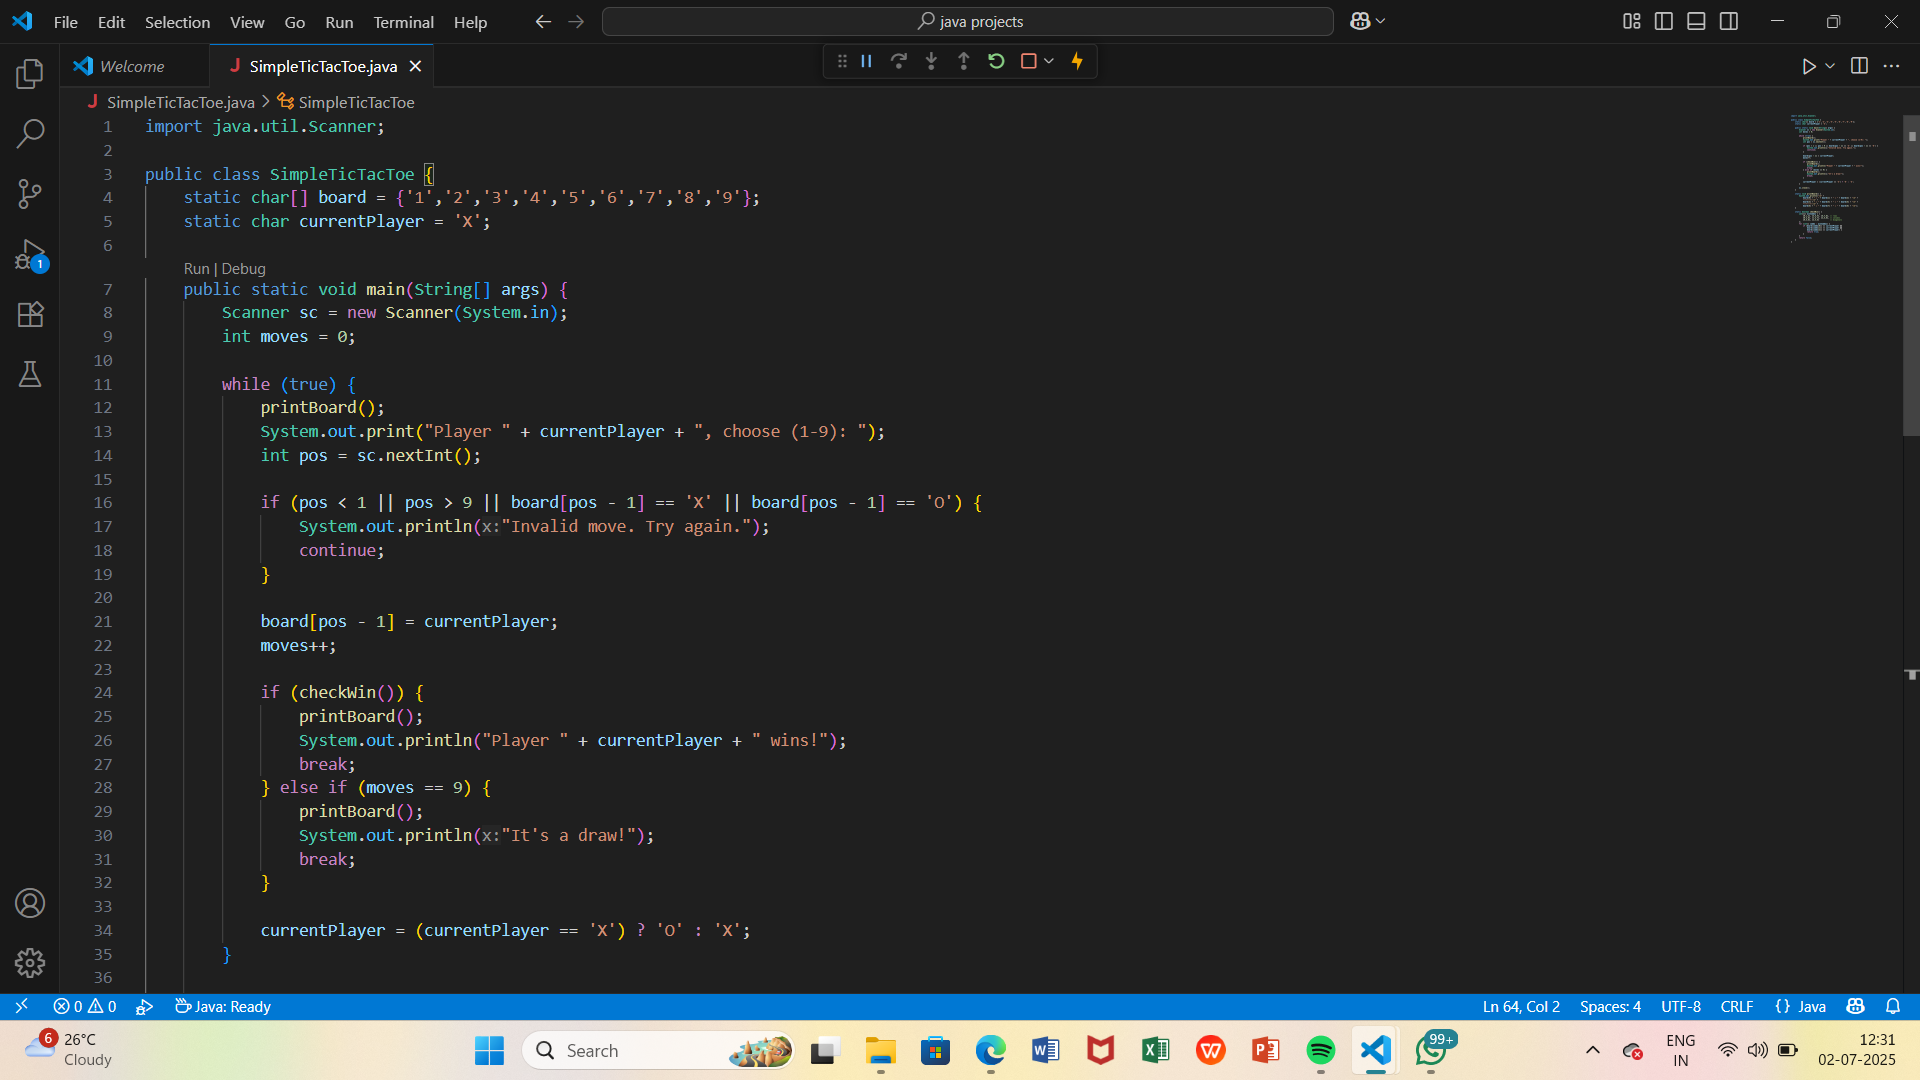 File Edit Selection View Go Run Terminal Help java projects
Welcome SimpleTicTacToe.java
SimpleTicTacToe.java > SimpleTicTacToe
1 import java.util.Scanner;
2
3 public class SimpleTicTacToe {
4 static char[] board = {'1','2','3','4','5','6','7','8','9'};
5 static char currentPlayer = 'X';
6
Run | Debug
7 public static void main(String[] args) {
8 Scanner sc = new Scanner(System.in);
9 int moves = 0;
10
11 while (true) {
12 printBoard();
13 System.out.print("Player " + currentPlayer + ", choose (1-9): ");
14 int pos = sc.nextInt();
15
16 if (pos < 1 || pos > 9 || board[pos - 1] == 'X' || board[pos - 1] == 'O') {
17 System.out.println(x:"Invalid move. Try again.");
18 continue;
19 }
20
21 board[pos - 1] = currentPlayer;
22 moves++;
23
24 if (checkWin()) {
25 printBoard();
26 System.out.println("Player " + currentPlayer + " wins!");
27 break;
28 } else if (moves == 9) {
29 printBoard();
30 System.out.println(x:"It's a draw!");
31 break;
32 }
33
34 currentPlayer = (currentPlayer == 'X') ? 'O' : 'X';
35 }
36
1
0 0 Java: Ready Ln 64, Col 2 Spaces: 4 UTF-8 CRLF {} Java
6 26°C
Cloudy
Search
99+
ENG
IN
12:31
02-07-2025